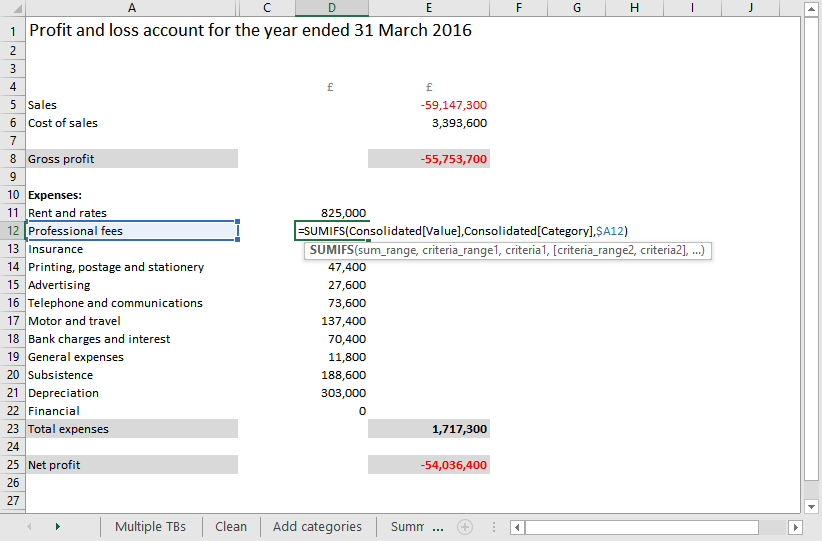 A C D E F G H I J
1 Profit and loss account for the year ended 31 March 2016
2
3
4 £ £
5 Sales -59,147,300
6 Cost of sales 3,393,600
7
8 Gross profit -55,753,700
9
10 Expenses:
11 Rent and rates 825,000
12 Professional fees =SUMIFS(Consolidated[Value],Consolidated[Category],$A12)
13 Insurance SUMIFS(sum_range, criteria_range1, criteria1, [criteria_range2, criteria2], ...)
14 Printing, postage and stationery 47,400
15 Advertising 27,600
16 Telephone and communications 73,600
17 Motor and travel 137,400
18 Bank charges and interest 70,400
19 General expenses 11,800
20 Subsistence 188,600
21 Depreciation 303,000
22 Financial 0
23 Total expenses 1,717,300
24
25 Net profit -54,036,400
26
27
Multiple TBs Clean Add categories Summ ...